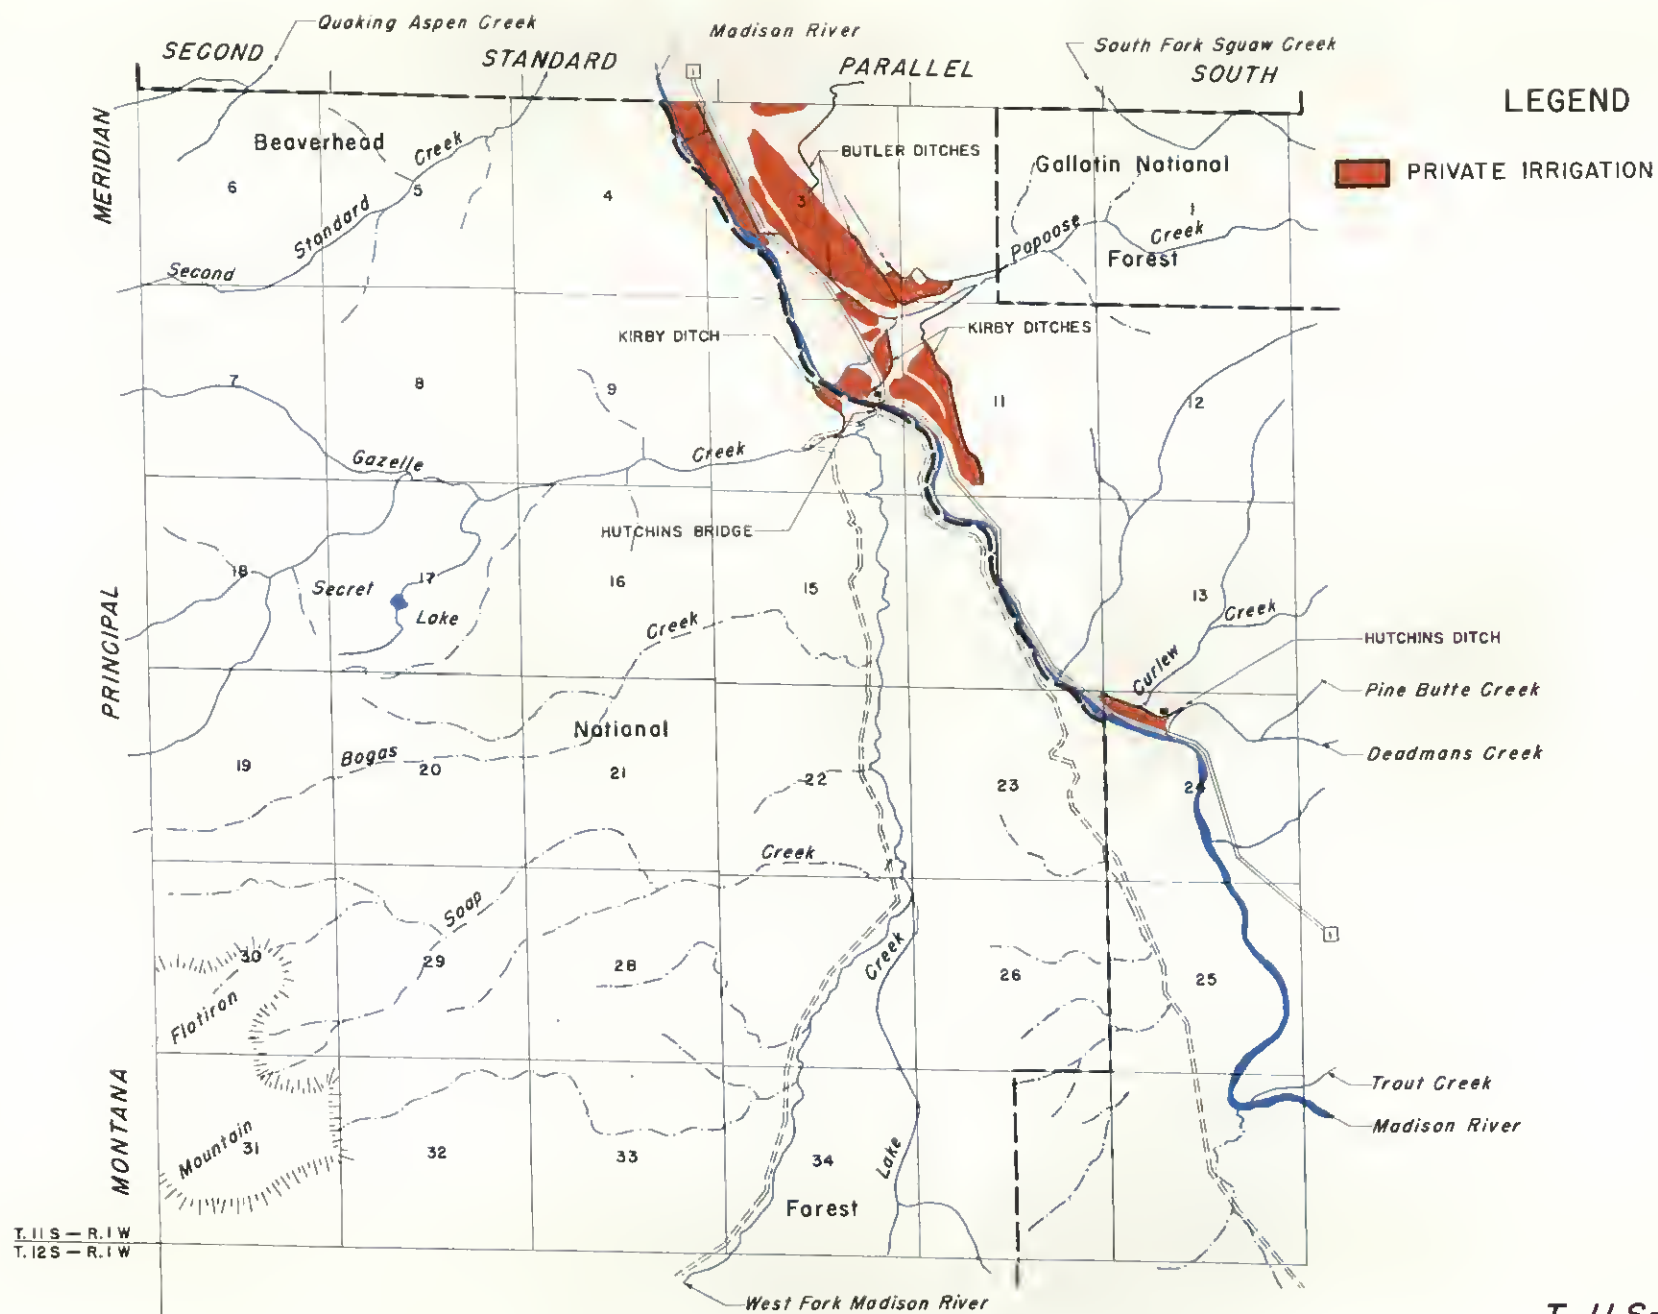 Quaking Aspen Creek
Madison River
South Fork Squaw Creek
SECOND STANDARD PARALLEL SOUTH
LEGEND
PRIVATE IRRIGATION
MERIDIAN
PRINCIPAL
MONTANA
Beaverhead
Gallatin National
Forest
BUTLER DITCHES
6 5 4 3 1
Standard Creek
Second
Papoose Creek
KIRBY DITCH
KIRBY DITCHES
7 8 9 11 12
Gazelle Creek
HUTCHINS BRIDGE
18 17 16 15 13
Secret
Lake
Creek
Curlew Creek
HUTCHINS DITCH
Pine Butte Creek
Deadmans Creek
National
Bogas
19 20 21 22 23 24
Soap Creek
30 29 28 26 25
Flatiron
Mountain
Creek
Lake
31 32 33 34
Forest
Trout Creek
Madison River
T. 11 S — R. 1 W
T. 12 S — R. 1 W
West Fork Madison River
1
1
T. 11 S